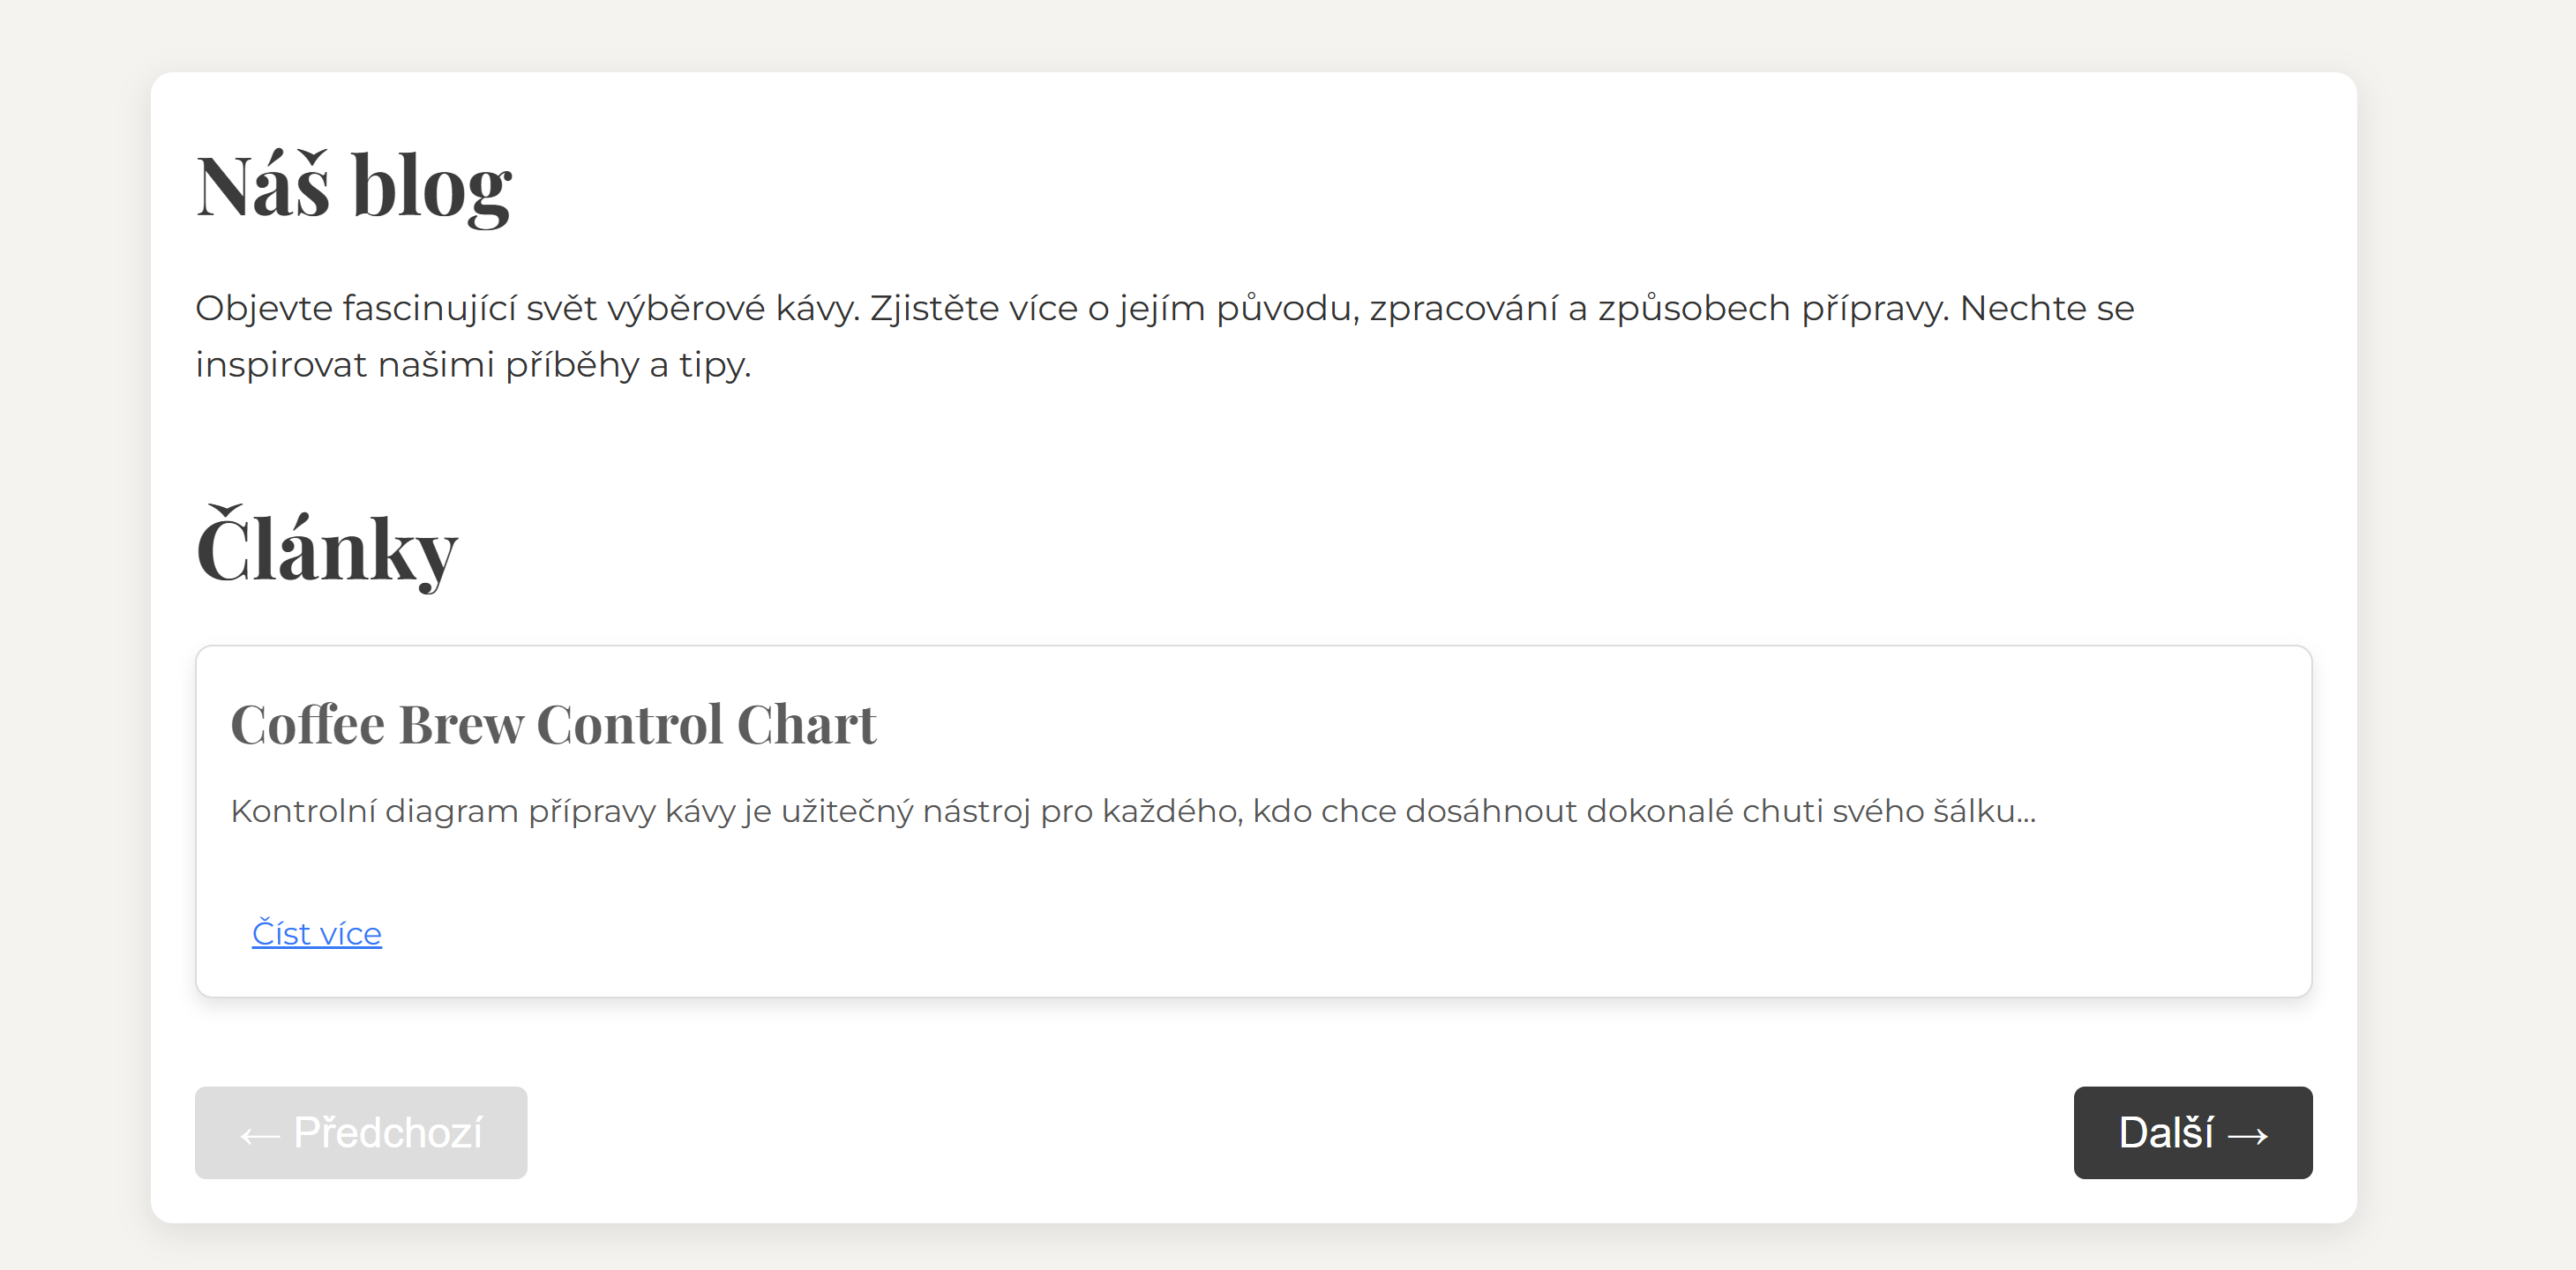 Náš blog
Objevte fascinující svět výběrové kávy. Zjistěte více o jejím původu, zpracování a způsobech přípravy. Nechte se
inspirovat našimi příběhy a tipy.
Články
Coffee Brew Control Chart
Kontrolní diagram přípravy kávy je užitečný nástroj pro každého, kdo chce dosáhnout dokonalé chuti svého šálku...
Číst více
← Předchozí
Další →